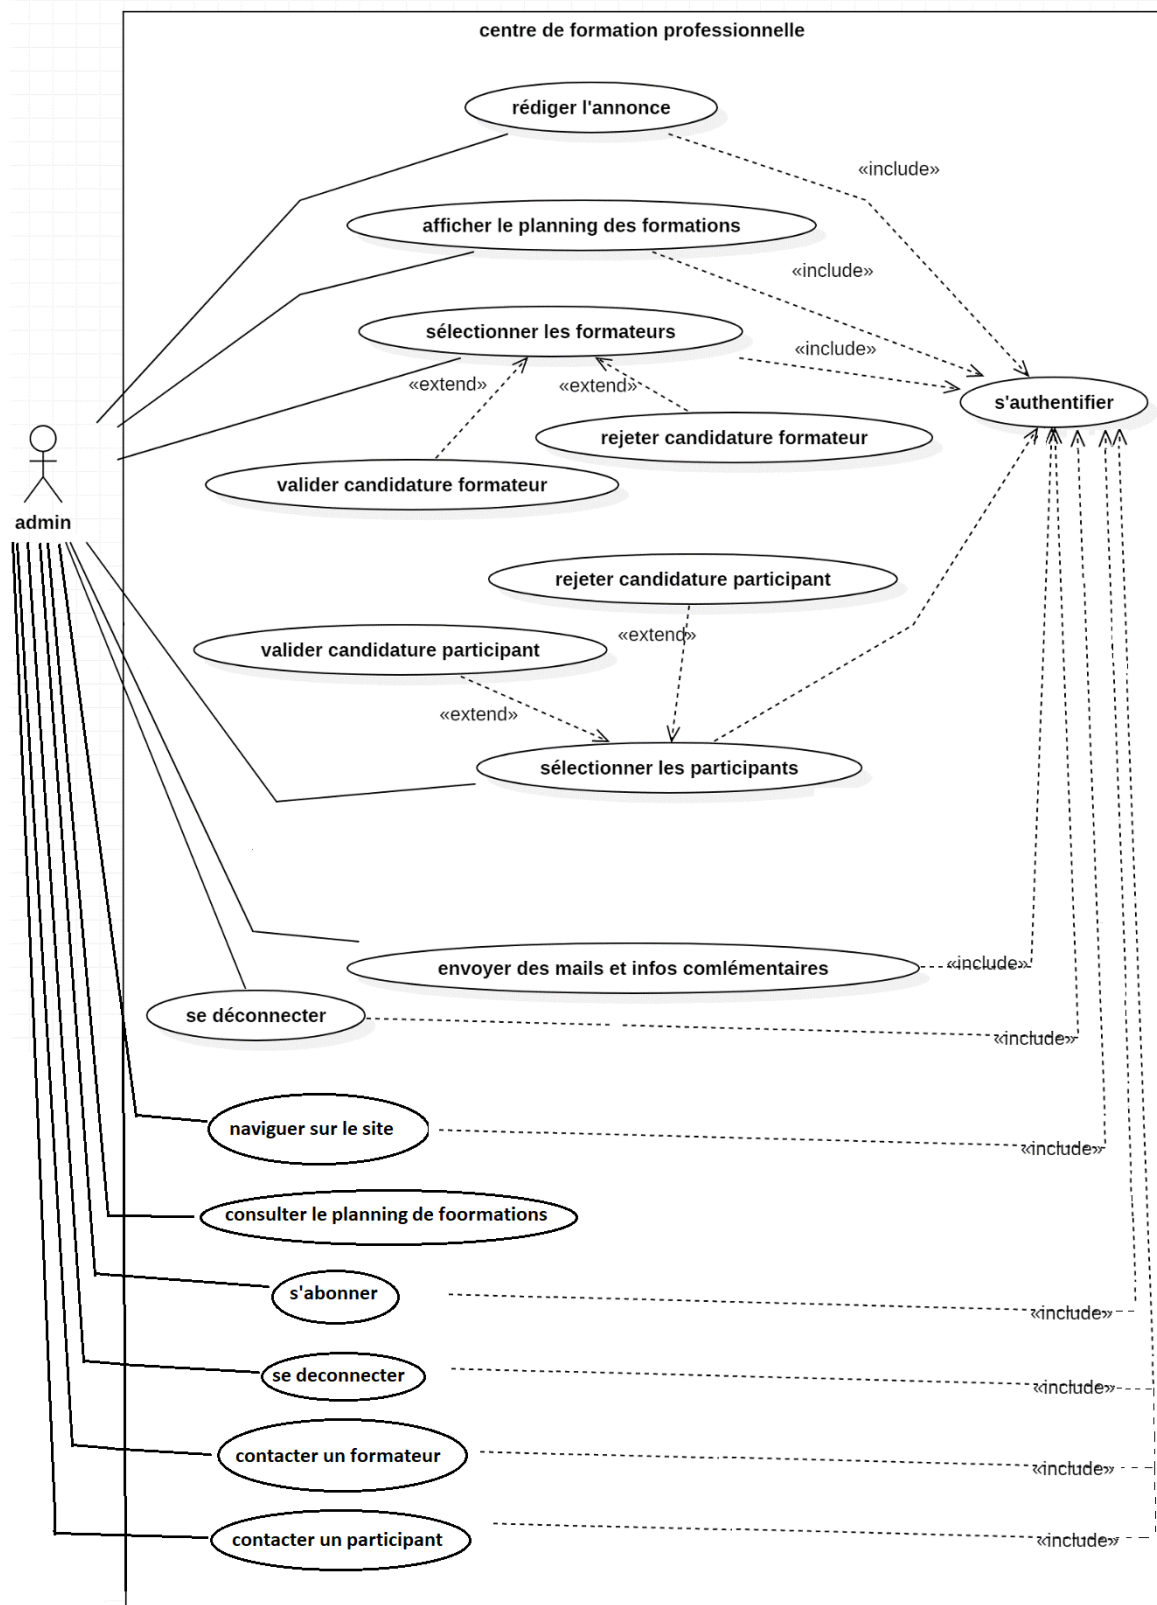 centre de formation professionnelle
rédiger l'annonce
«include»
afficher le planning des formations
«include»
sélectionner les formateurs
«include»
«extend»
«extend»
s'authentifier
rejeter candidature formateur
valider candidature formateur
admin
rejeter candidature participant
«extend»
valider candidature participant
«extend»
sélectionner les participants
envoyer des mails et infos comlémentaires
«include»
se déconnecter
«include»
naviguer sur le site
«include»
consulter le planning de foormations
s'abonner
«include»
se deconnecter
«include»
contacter un formateur
«include»
contacter un participant
«include»